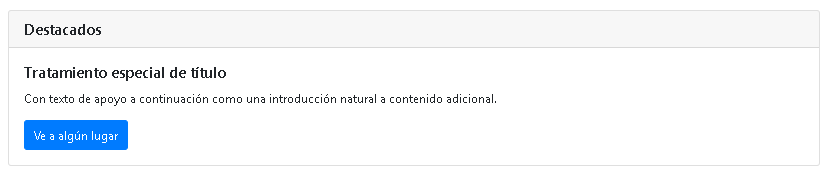 Destacados
Tratamiento especial de título
Con texto de apoyo a continuación como una introducción natural a contenido adicional.
Ve a algún lugar